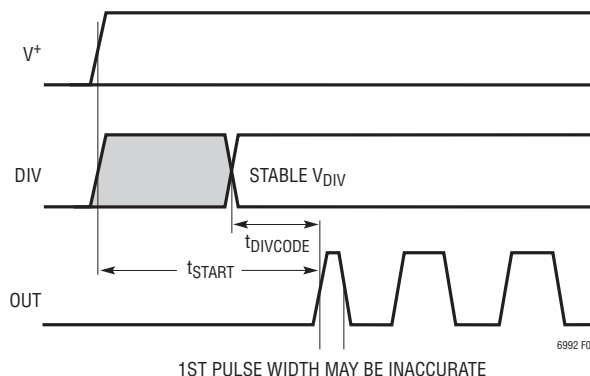 V+
DIV
STABLE VDIV
tDIVCODE
tSTART
OUT
6992 F0
1ST PULSE WIDTH MAY BE INACCURATE